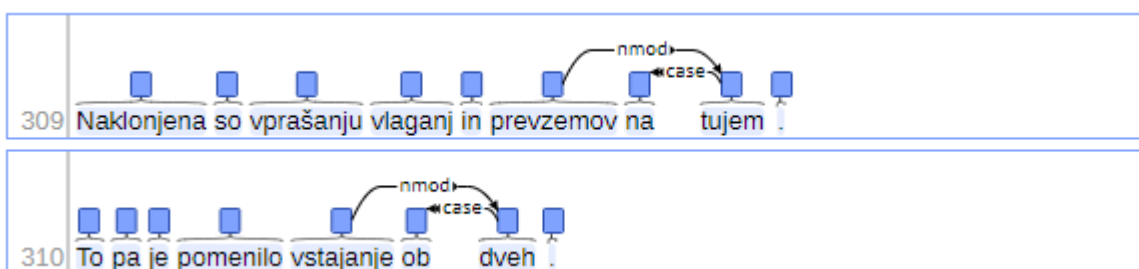 nmod
case
309 Naklonjena so vprašanju vlaganj in prevzemov na tujem .
nmod
case
310 To pa je pomenilo vstajanje ob dveh .